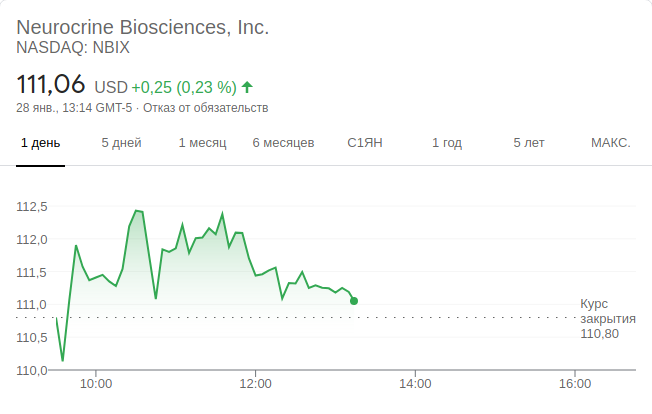 Neurocrine Biosciences, Inc.
NASDAQ: NBIX
111,06 USD +0,25 (0,23 %)
28 янв., 13:14 GMT-5 · Отказ от обязательств
1 день 5 дней 1 месяц 6 месяцев С1ЯН 1 год 5 лет МАКС.
112,5
112,0
111,5
111,0
110,5
110,0
Курс
закрытия
110,80
10:00 12:00 14:00 16:00